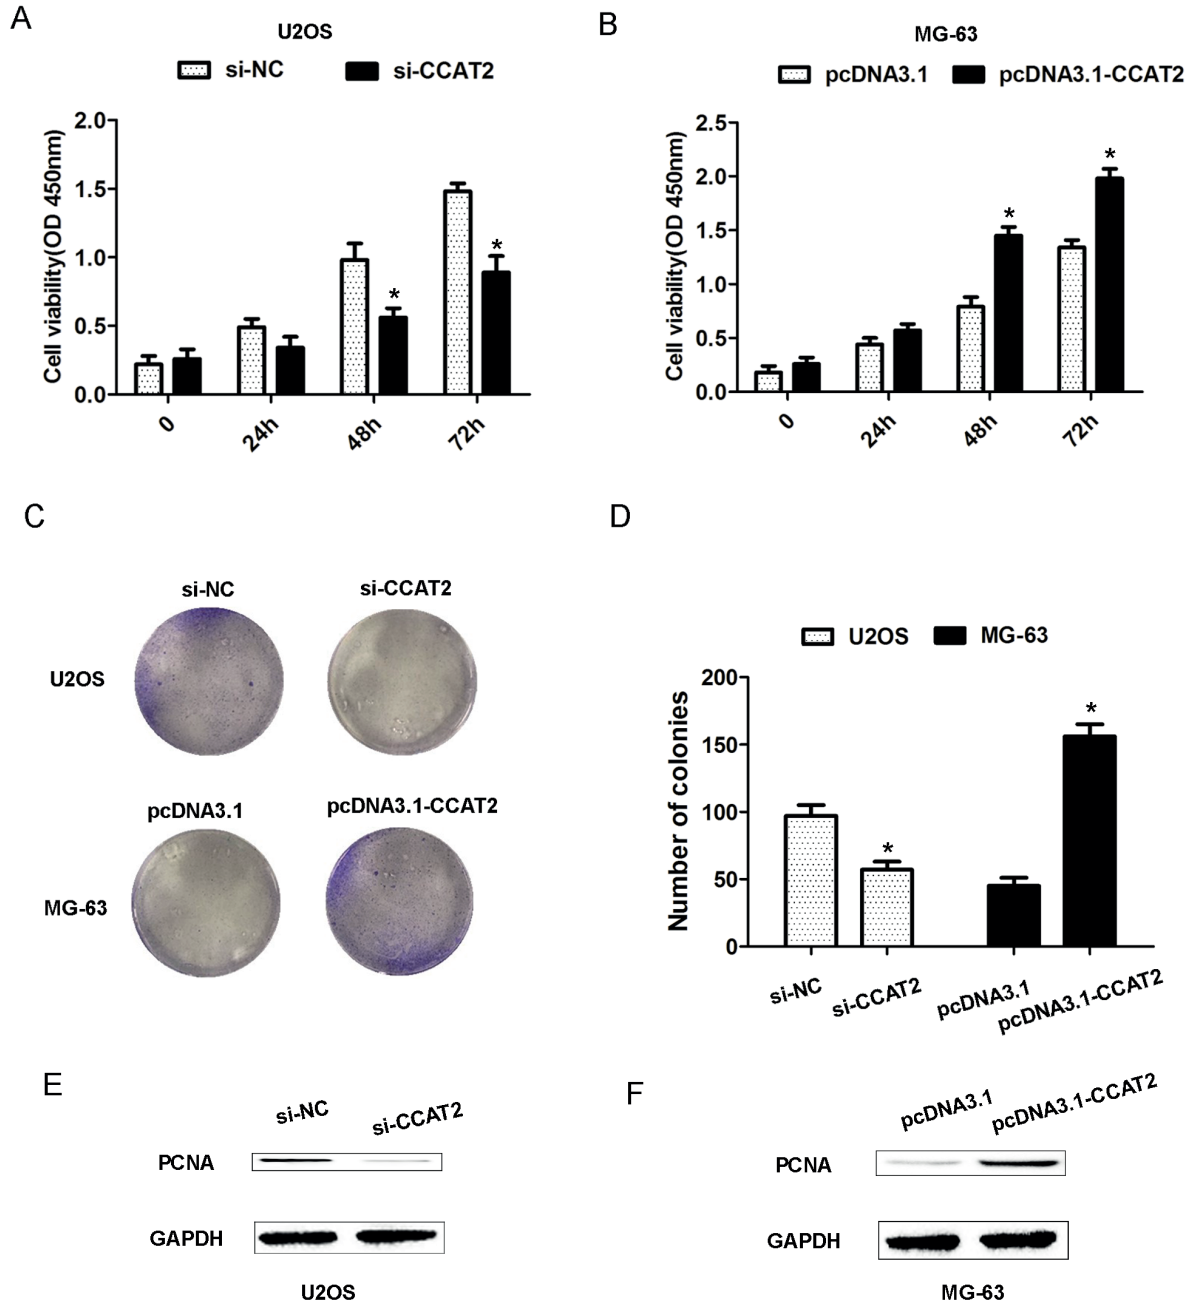 A
U2OS
si-NC si-CCAT2
Cell viability(OD 450nm)
2.0
1.5
1.0
0.5
0.0
* *
0 24h 48h 72h
B
MG-63
pcDNA3.1 pcDNA3.1-CCAT2
Cell viability(OD 450nm)
2.5
2.0
1.5
1.0
0.5
0.0
* *
0 24h 48h 72h
C
si-NC si-CCAT2
U2OS
pcDNA3.1 pcDNA3.1-CCAT2
MG-63
D
U2OS MG-63
Number of colonies
200
150
100
50
0
* *
si-NC si-CCAT2 pcDNA3.1 pcDNA3.1-CCAT2
E
si-NC si-CCAT2
PCNA
GAPDH
U2OS
F
pcDNA3.1 pcDNA3.1-CCAT2
PCNA
GAPDH
MG-63